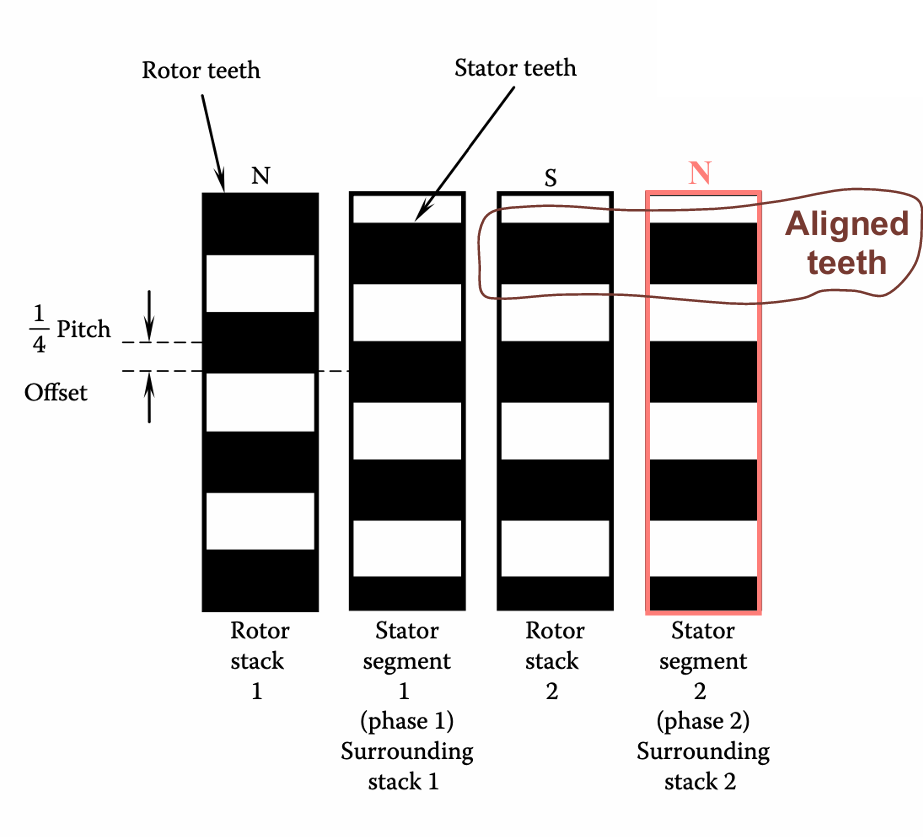 Rotor teeth
Stator teeth
N
S
N
Aligned
teeth
1
4
Pitch
Offset
Rotor
stack
1
Stator
segment
1
(phase 1)
Surrounding
stack 1
Rotor
stack
2
Stator
segment
2
(phase 2)
Surrounding
stack 2